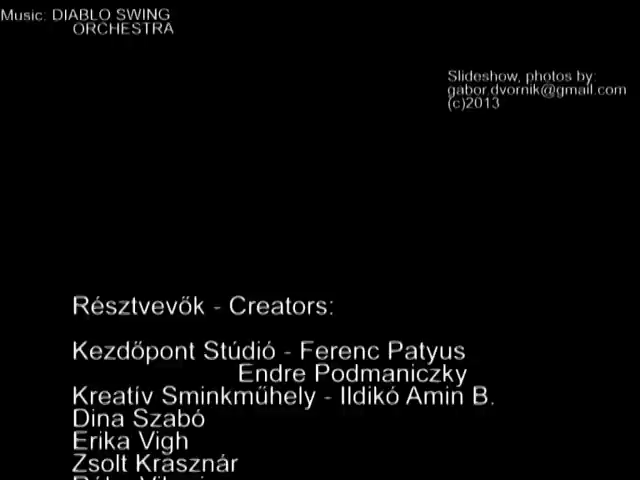 Music: DIABLO SWING
ORCHESTRA
Slideshow, photos by:
gabor.dvornik@gmail.com
(c)2013
Résztvevők - Creators:
Kezdőpont Stúdió - Ferenc Patyus
Endre Podmaniczky
Kreatív Sminkműhely - Ildikó Amin B.
Dina Szabó
Erika Vigh
Zsolt Krasznár